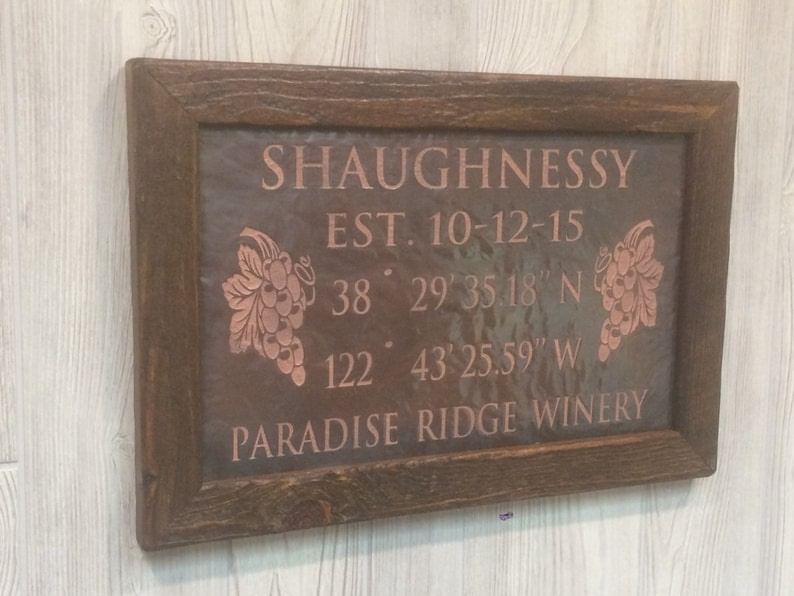 SHAUGHNESSY
EST. 10-12-15
38° 29' 35.18" N
122° 43' 25.59" W
PARADISE RIDGE WINERY